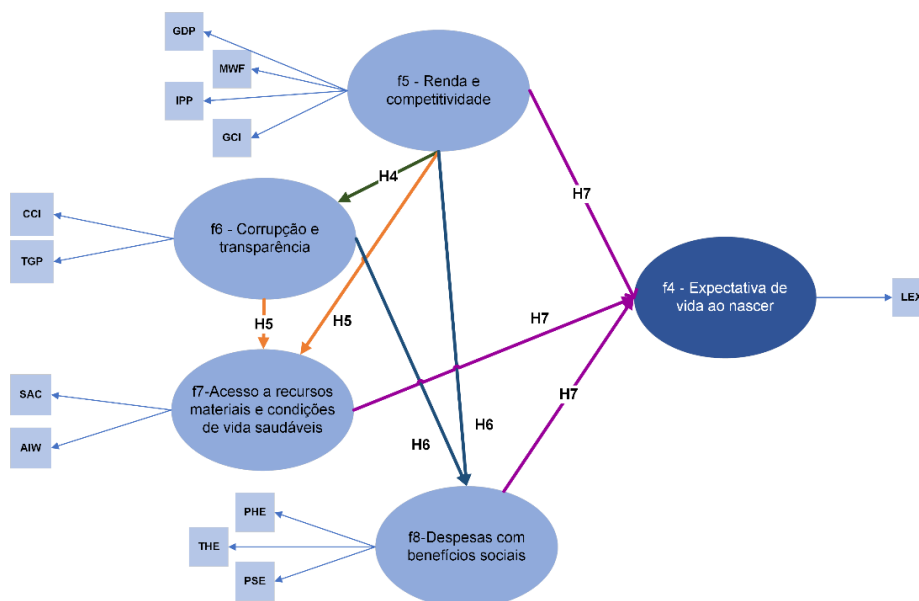 GDP
MWF
IPP
GCI
f5 - Renda e
competitividade
H4
H7
CCI
TGP
f6 - Corrupção e
transparência
f4 - Expectativa de
vida ao nascer
LEX
H5
H5
H7
SAC
AIW
f7-Acesso a recursos
materiais e condições
de vida saudáveis
H7
H6
H6
PHE
THE
PSE
f8-Despesas com
benefícios sociais